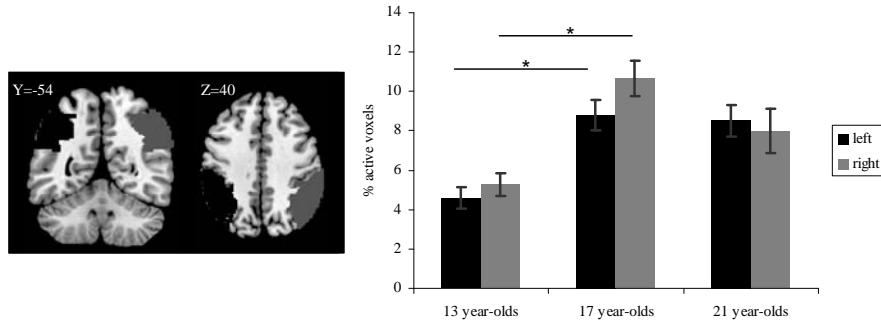 Y=-54
Z=40
% active voxels
14
12
10
8
6
4
2
0
*
*
13 year-olds
17 year-olds
21 year-olds
left
right